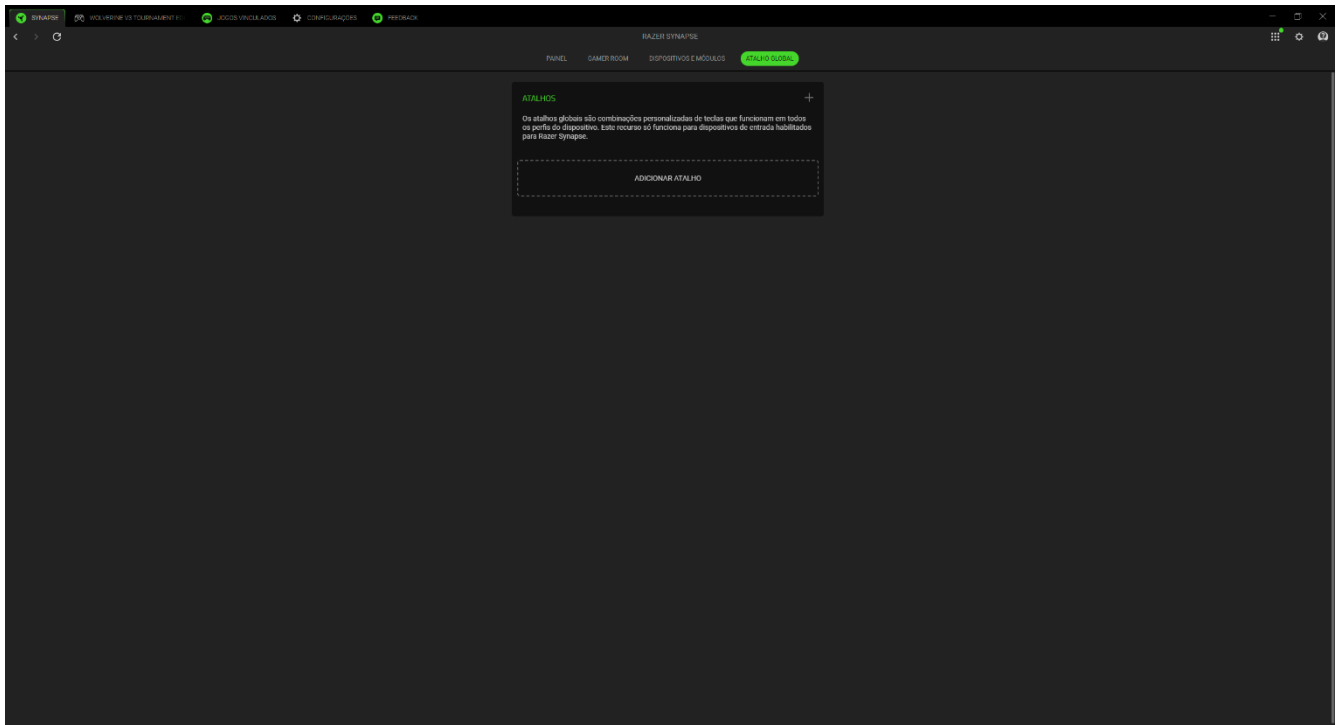 SYNAPSE
WOLVERINE V3 TOURNAMENT
JOGOS VINCULADOS
CONFIGURAÇÕES
FEEDBACK
RAZER SYNAPSE
PAINEL
GAMER ROOM
DISPOSITIVOS E MÓDULOS
ATALHO GLOBAL
ATALHOS
Os atalhos globais são combinações personalizadas de teclas que funcionam em todos
os perfis do dispositivo. Este recurso só funciona para dispositivos de entrada habilitados
para Razer Synapse.
ADICIONAR ATALHO